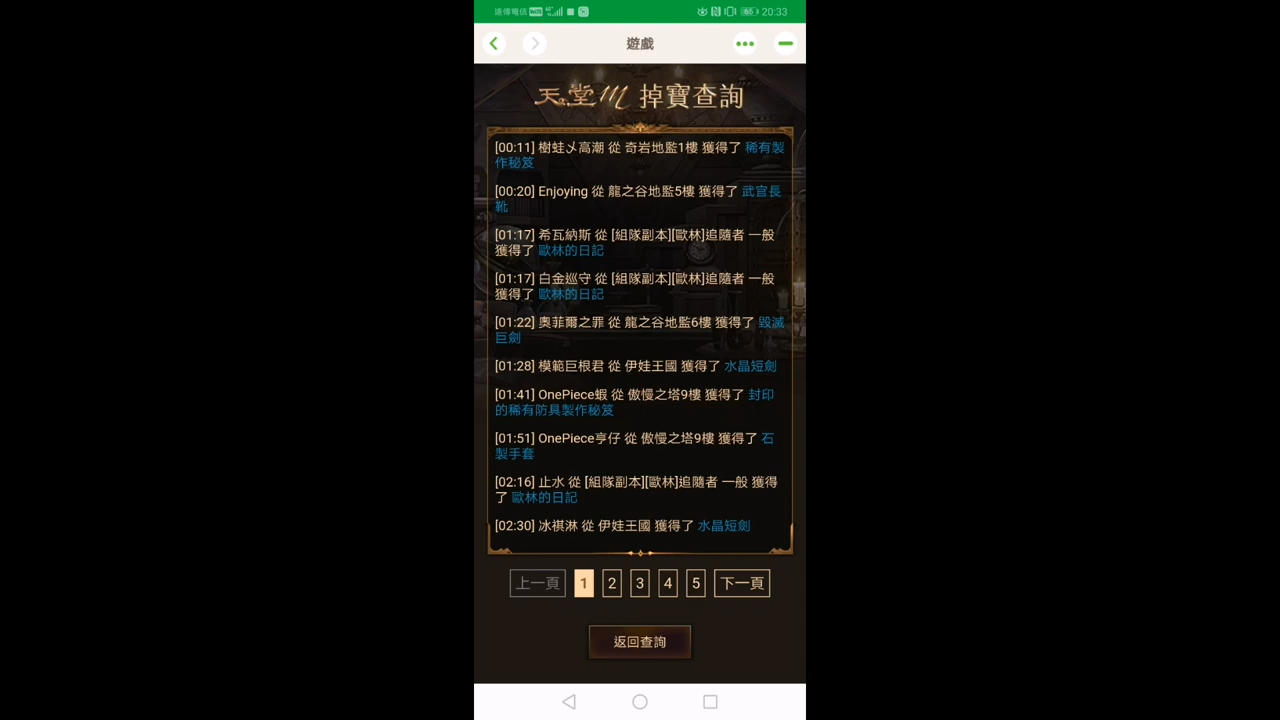 遠傳電信 VoLTE 4G 65 20:33
遊戲
天堂M 掉寶查詢
[00:11] 樹蛙乄高潮 從 奇岩地監1樓 獲得了 稀有製
作秘笈
[00:20] Enjoying 從 龍之谷地監5樓 獲得了 武官長
靴
[01:17] 希瓦納斯 從 [組隊副本][歐林]追隨者 一般
獲得了 歐林的日記
[01:17] 白金巡守 從 [組隊副本][歐林]追隨者 一般
獲得了 歐林的日記
[01:22] 奧菲爾之罪 從 龍之谷地監6樓 獲得了 毀滅
巨劍
[01:28] 模範巨根君 從 伊娃王國 獲得了 水晶短劍
[01:41] OnePiece蝦 從 傲慢之塔9樓 獲得了 封印
的稀有防具製作秘笈
[01:51] OnePiece亨仔 從 傲慢之塔9樓 獲得了 石
製手套
[02:16] 止水 從 [組隊副本][歐林]追隨者 一般 獲得
了 歐林的日記
[02:30] 冰祺淋 從 伊娃王國 獲得了 水晶短劍
上一頁 1 2 3 4 5 下一頁
返回查詢